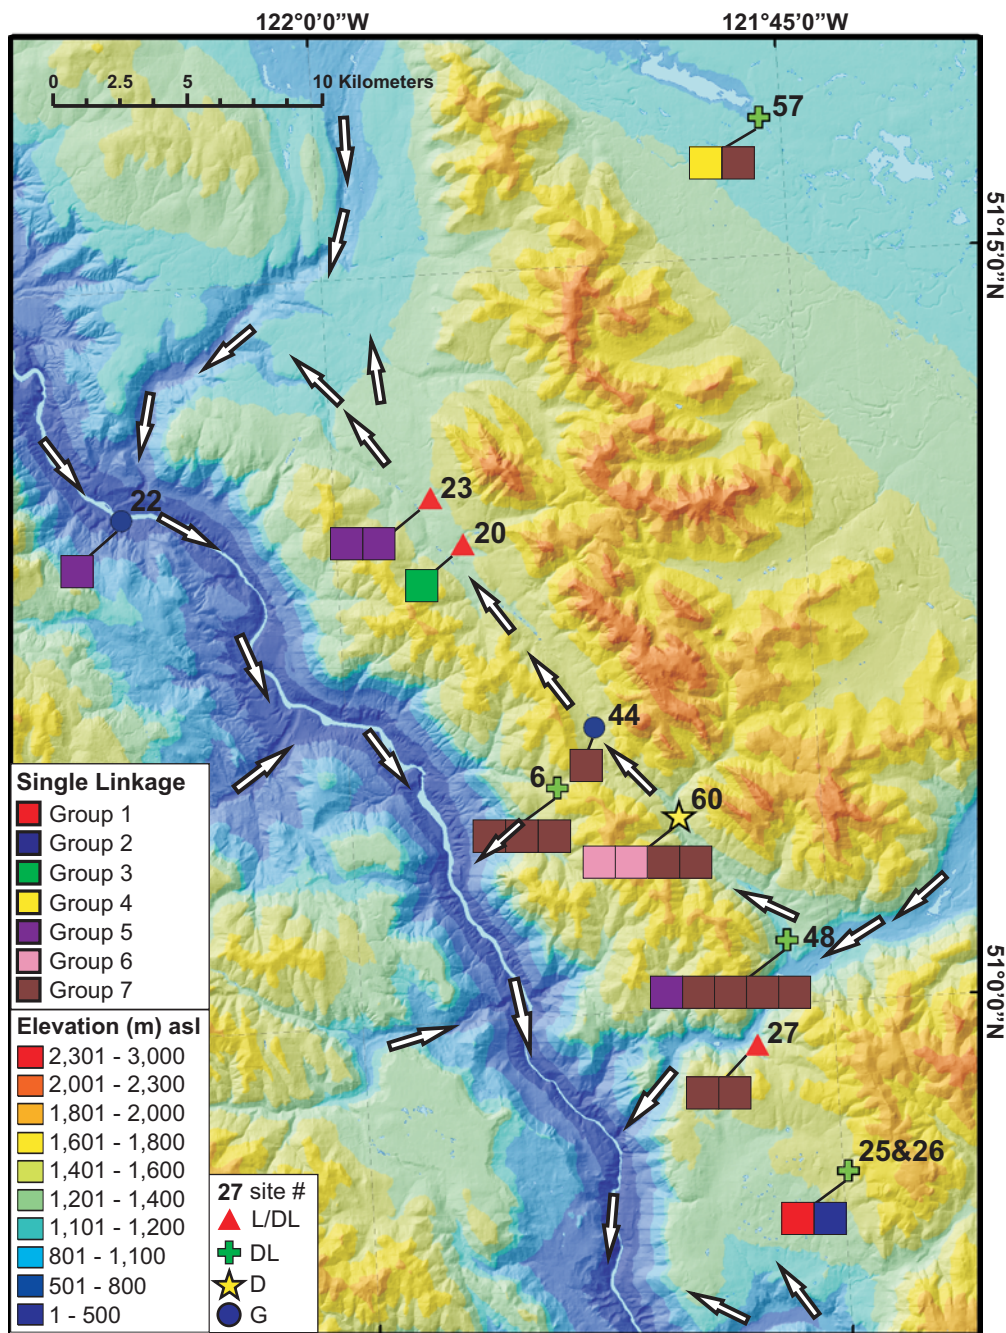 122°0'0"W
121°45'0"W
0 2.5 5 10 Kilometers
57
51°15'0"N
23
22
20
44
6
60
48
51°0'0"N
27
25&26
Single Linkage
Group 1
Group 2
Group 3
Group 4
Group 5
Group 6
Group 7
Elevation (m) asl
2,301 - 3,000
2,001 - 2,300
1,801 - 2,000
1,601 - 1,800
1,401 - 1,600
1,201 - 1,400
1,101 - 1,200
801 – 1,100
501 - 800
1 - 500
27 site #
L/DL
DL
D
G